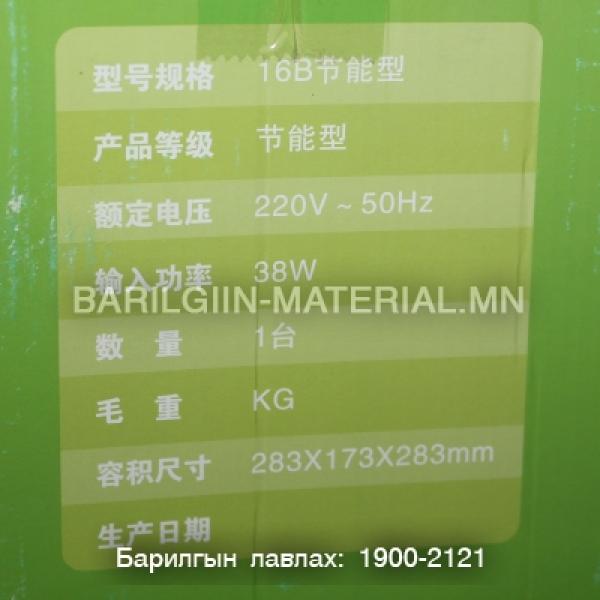 型号规格 16B节能型
产品等级 节能型
额定电压 220V ~ 50Hz
输入功率 38W
BARILGIIN-MATERIAL.MN
数 量 1台
毛 重 KG
容积尺寸 283X173X283mm
生产日期
Барилгын лавлах: 1900-2121